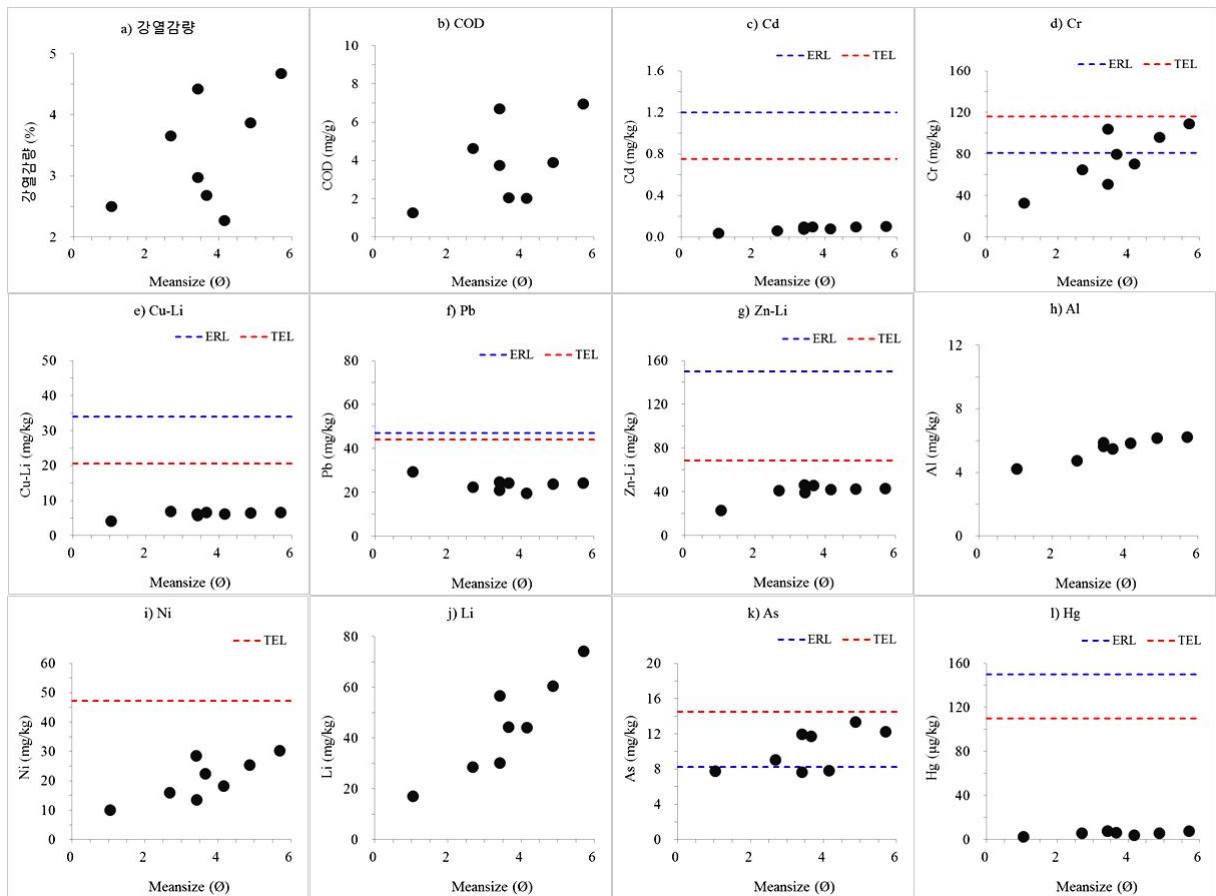 a) 강열감량
강열감량 (%)
5
4
3
2
0 2 4 6
Meansize (Ø)
b) COD
COD (mg/g)
10
8
6
4
2
0
0 2 4 6
Meansize (Ø)
c) Cd
ERL TEL
Cd (mg/kg)
1.6
1.2
0.8
0.4
0.0
0 2 4 6
Meansize (Ø)
d) Cr
ERL TEL
Cr (mg/kg)
160
120
80
40
0
0 2 4 6
Meansize (Ø)
e) Cu-Li
ERL TEL
Cu-Li (mg/kg)
50
40
30
20
10
0
0 2 4 6
Meansize (Ø)
f) Pb
ERL TEL
Pb (mg/kg)
80
60
40
20
0
0 2 4 6
Meansize (Ø)
g) Zn-Li
ERL TEL
Zn-Li (mg/kg)
160
120
80
40
0
0 2 4 6
Meansize (Ø)
h) Al
Al (mg/kg)
12
8
4
0
0 2 4 6
Meansize (Ø)
i) Ni
TEL
Ni (mg/kg)
60
50
40
30
20
10
0
0 2 4 6
Meansize (Ø)
j) Li
Li (mg/kg)
80
60
40
20
0
0 2 4 6
Meansize (Ø)
k) As
ERL TEL
As (mg/kg)
20
16
12
8
4
0
0 2 4 6
Meansize (Ø)
l) Hg
ERL TEL
Hg (µg/kg)
160
120
80
40
0
0 2 4 6
Meansize (Ø)